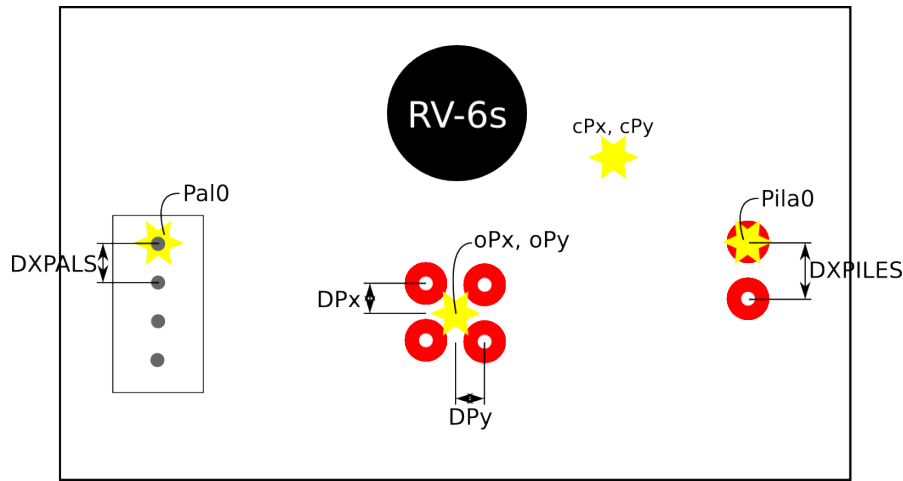 RV-6s
cPx, cPy
Pal0
Pila0
oPx, oPy
DXPALS
DXPILES
DPx
DPy